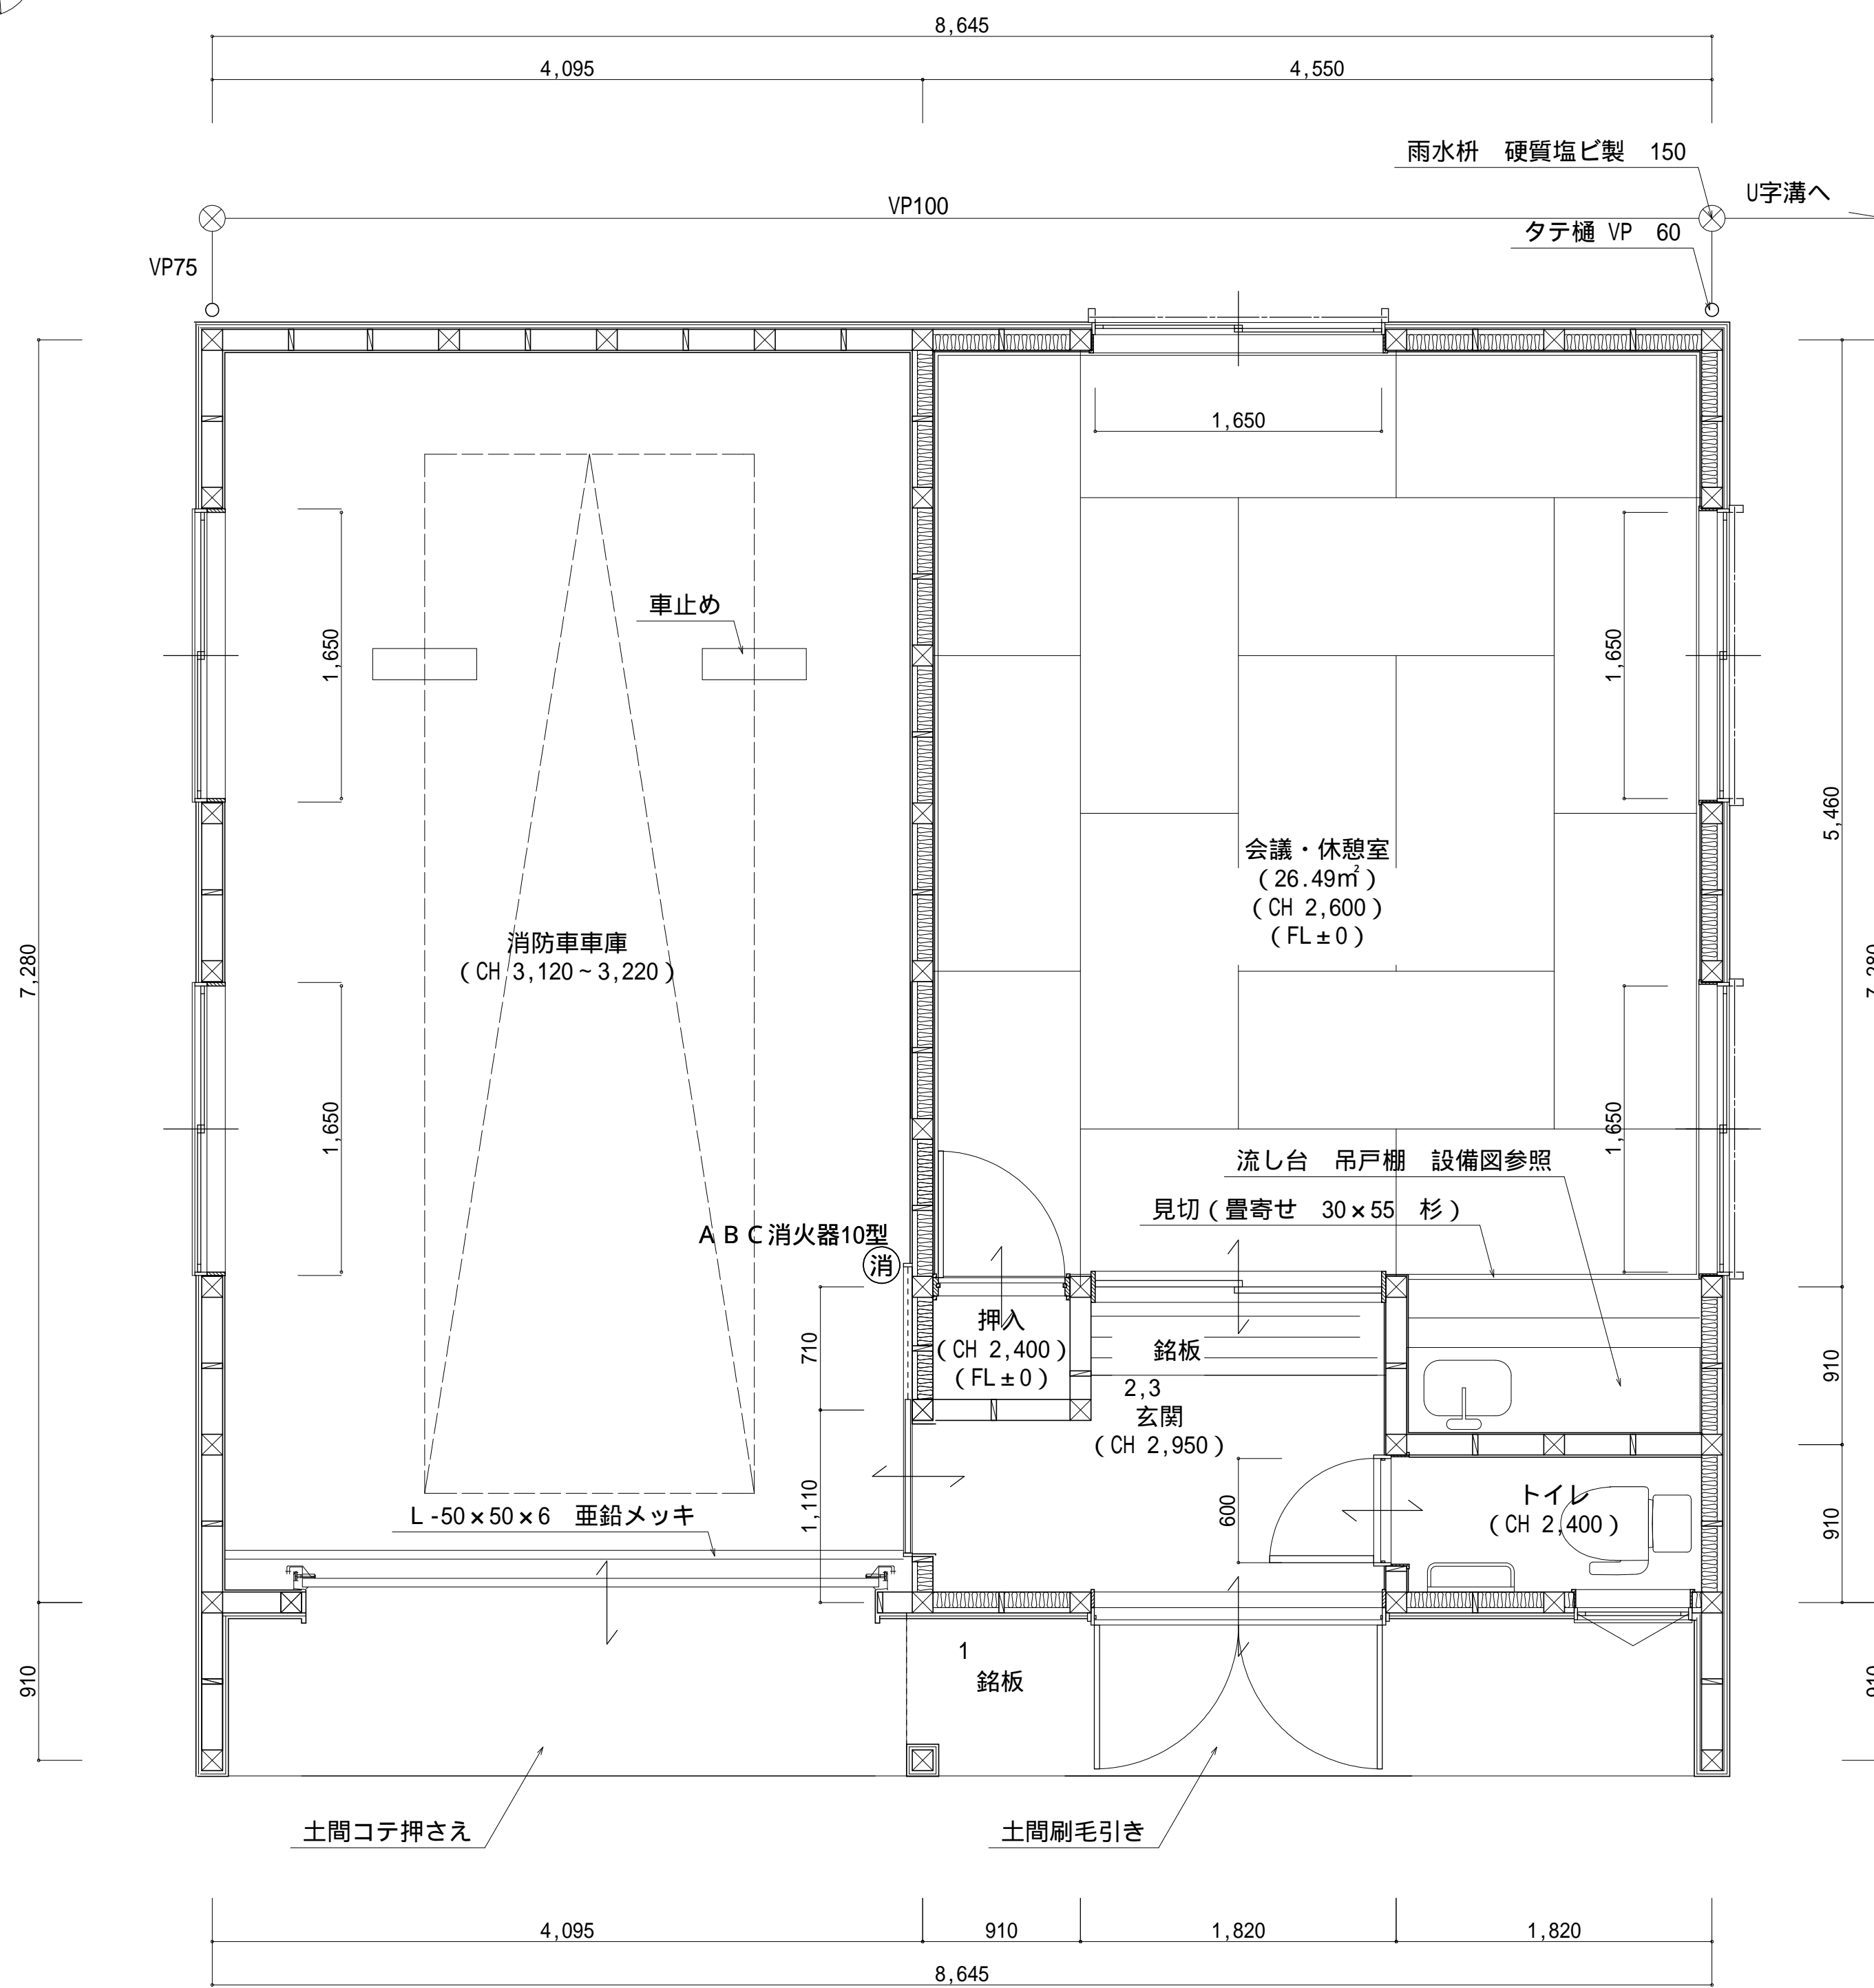 8,645
4,095
4,550
雨水枡　硬質塩ビ製　150
U字溝へ
VP100
タテ樋 VP　60
VP75
1,650
車止め
1,650
1,650
5,460
会議・休憩室
（26.49㎡）
（CH 2,600）
（FL±0）
消防車車庫
（CH 3,120～3,220）
7,280
7,280
1,650
1,650
流し台　吊戸棚　設備図参照
見切（畳寄せ　30×55　杉）
ＡＢＣ消火器10型
消
押入
（CH 2,400）
（FL±0）
710
銘板
2,3
玄関
（CH 2,950）
910
トイレ
（CH 2,400）
600
1,110
910
L-50×50×6　亜鉛メッキ
1
銘板
910
910
土間コテ押さえ
土間刷毛引き
4,095
910
1,820
1,820
8,645